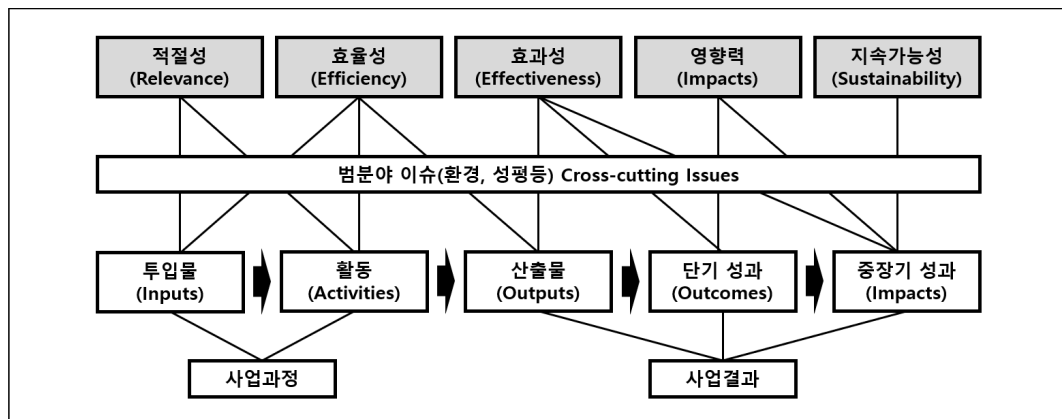 적절성
(Relevance)
효율성
(Efficiency)
효과성
(Effectiveness)
영향력
(Impacts)
지속가능성
(Sustainability)
범분야 이슈(환경, 성평등) Cross-cutting Issues
투입물
(Inputs)
활동
(Activities)
산출물
(Outputs)
단기 성과
(Outcomes)
중장기 성과
(Impacts)
사업과정
사업결과